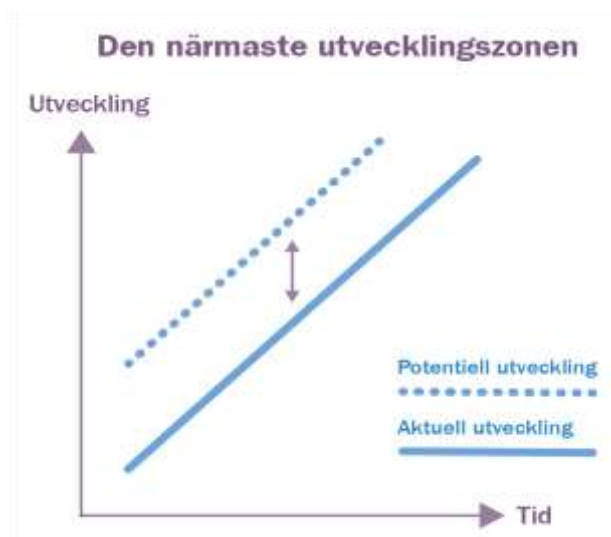 Den närmaste utvecklingszonen
Utveckling
Potentiell utveckling
Aktuell utveckling
Tid